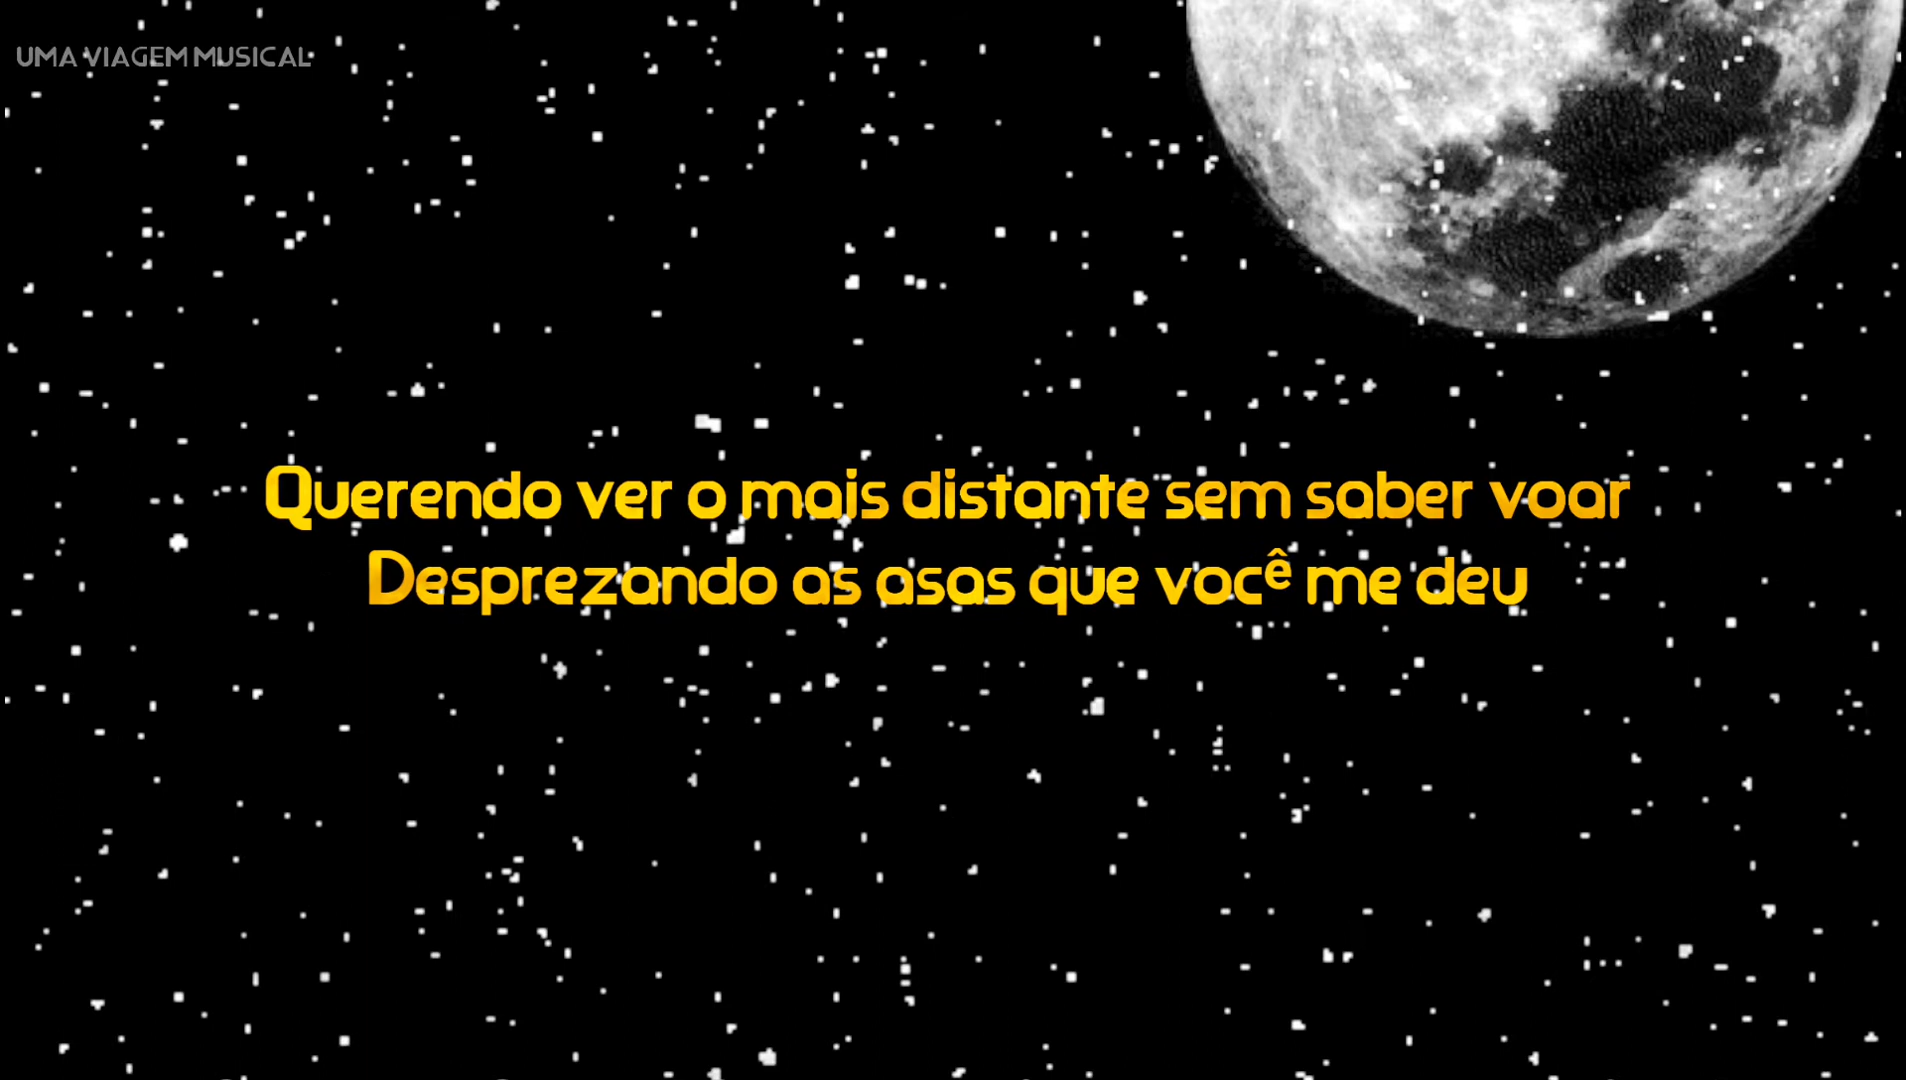 UMA VIAGEM MUSICAL
Querendo ver o mais distante sem saber voar
Desprezando as asas que você me deu